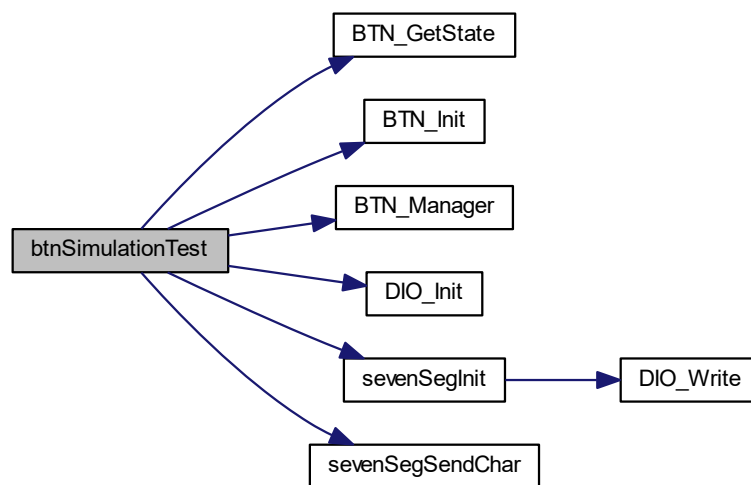 BTN_GetState
BTN_Init
BTN_Manager
btnSimulationTest
DIO_Init
sevenSegInit
DIO_Write
sevenSegSendChar